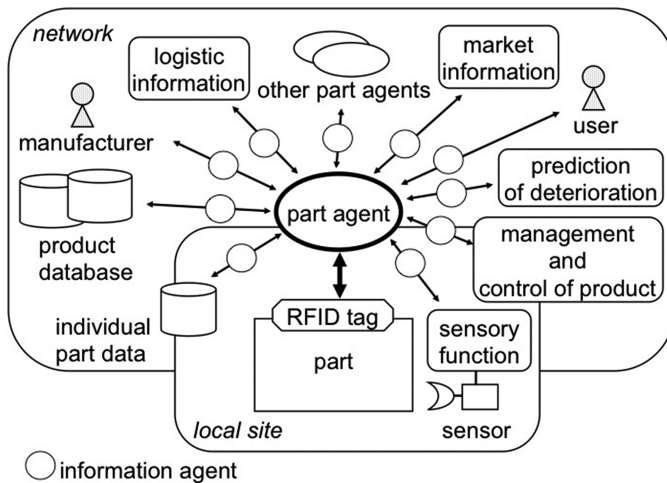 network
logistic
information
other part agents
market
information
manufacturer
user
prediction
of deterioration
part agent
product
database
management
and
control of product
individual
part data
RFID tag
part
sensory
function
local site
sensor
information agent